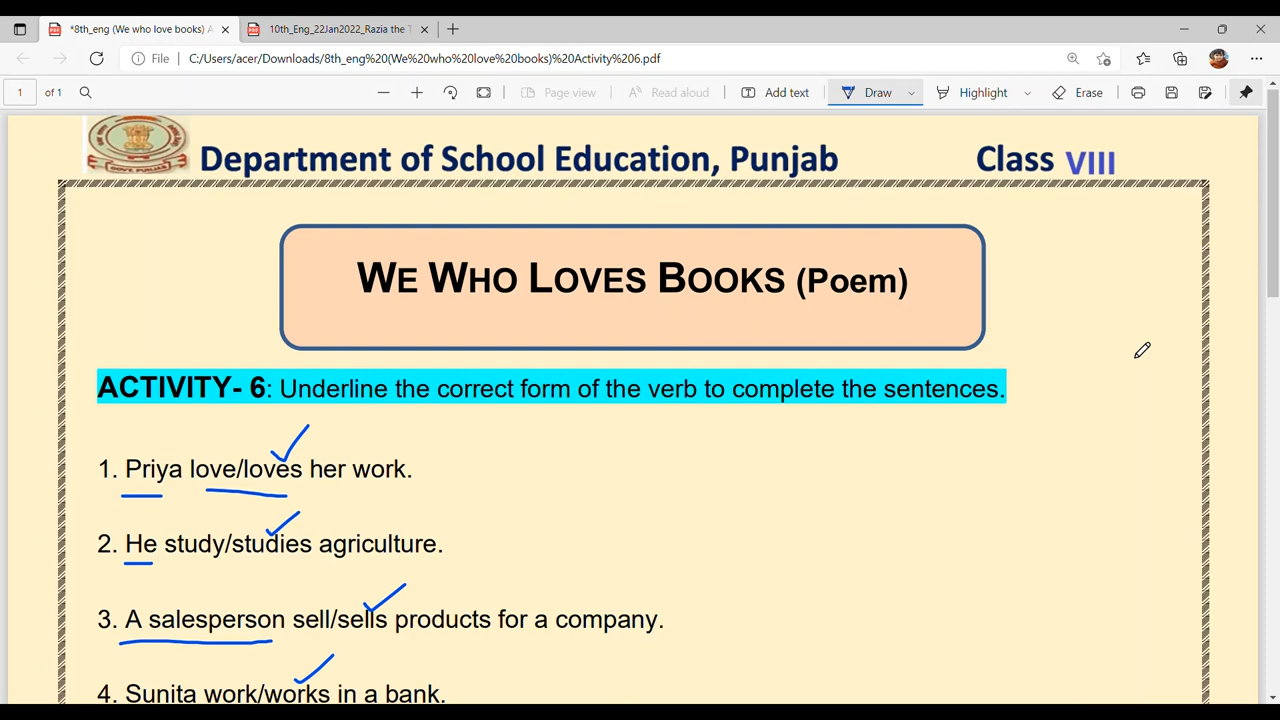 *8th_eng (We who love books) A
10th_Eng_22Jan2022_Razia the T
File
C:/Users/acer/Downloads/8th_eng%20(We%20who%20love%20books)%20Activity%206.pdf
1 of 1
Page view
Read aloud
Add text
Draw
Highlight
Erase
Department of School Education, Punjab
Class VIII
WE WHO LOVES BOOKS (Poem)
ACTIVITY- 6: Underline the correct form of the verb to complete the sentences.
1. Priya love/loves her work.
2. He study/studies agriculture.
3. A salesperson sell/sells products for a company.
4. Sunita work/works in a bank.